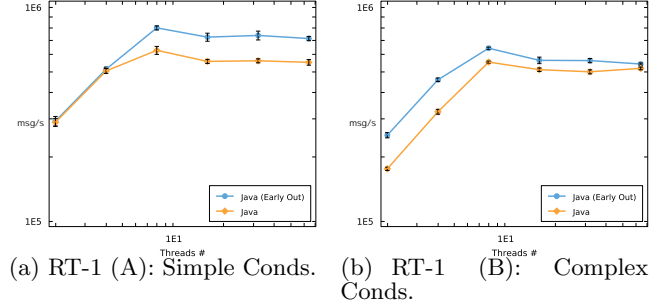 1E6
msg/s
1E5
1E1
Threads #
Java (Early Out)
Java
(a) RT-1 (A): Simple Conds.
1E6
msg/s
1E5
1E1
Threads #
Java (Early Out)
Java
(b) RT-1 (B): Complex
Conds.